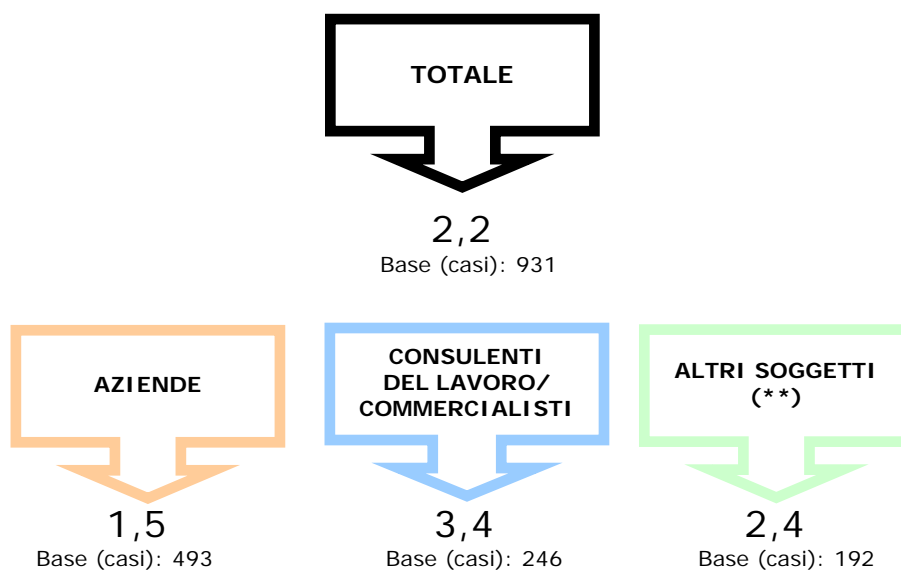 TOTALE
2,2
Base (casi): 931
AZIENDE
1,5
Base (casi): 493
CONSULENTI
DEL LAVORO/
COMMERCIALISTI
3,4
Base (casi): 246
ALTRI SOGGETTI
(**)
2,4
Base (casi): 192